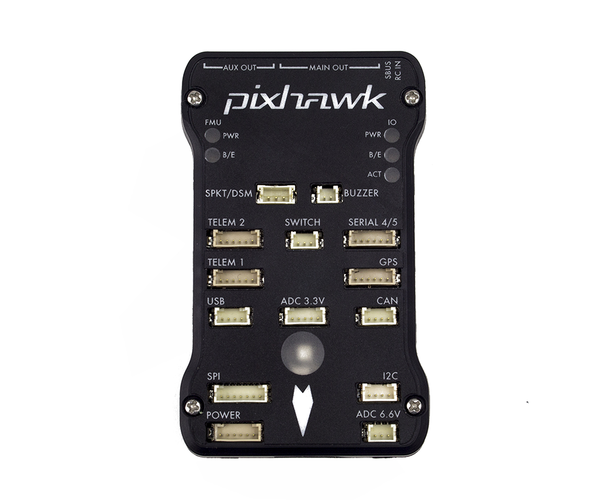 AUX OUT MAIN OUT SBUS
RC IN
pixhawk
FMU IO
PWR PWR
B/E B/E
ACT
SPKT/DSM BUZZER
TELEM 2 SWITCH SERIAL 4/5
TELEM 1 GPS
USB ADC 3.3V CAN
SPI I2C
POWER ADC 6.6V